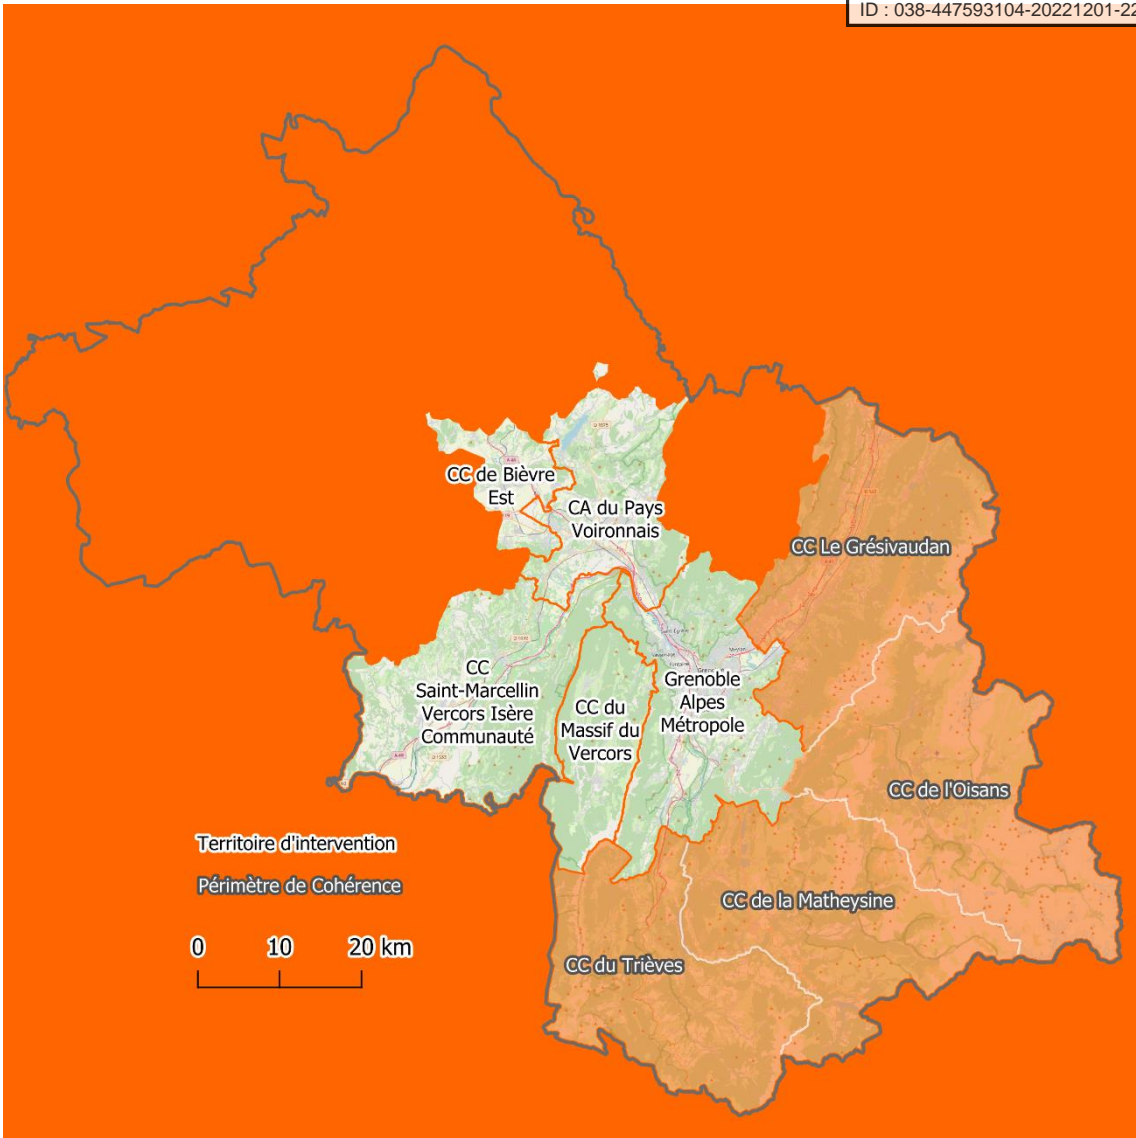 ID : 038-447593104-20221201-22
CC de Bièvre
Est
CA du Pays
Voironnais
CC Le Grésivaudan
CC
Saint-Marcellin
Vercors Isère
Communauté
CC du
Massif du
Vercors
Grenoble
Alpes
Métropole
CC de l'Oisans
CC de la Matheysine
CC du Trièves
Territoire d'intervention
Périmètre de Cohérence
0 10 20 km